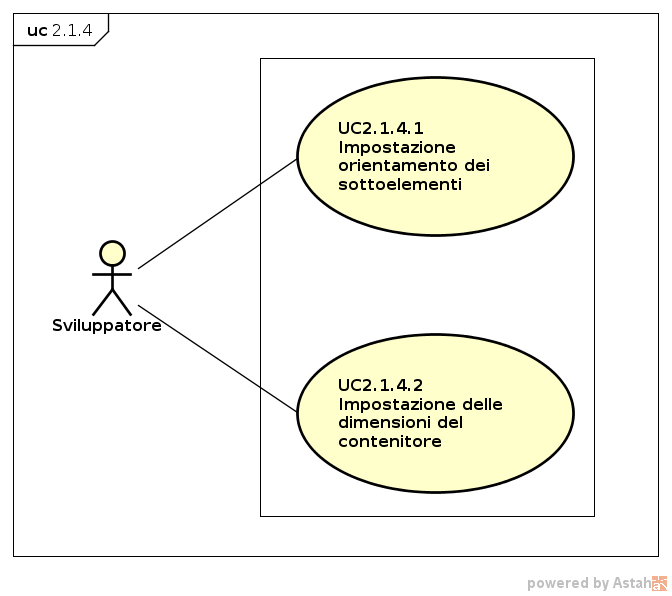 uc 2.1.4
UC2.1.4.1
Impostazione
orientamento dei
sottoelementi
Sviluppatore
UC2.1.4.2
Impostazione delle
dimensioni del
contenitore
powered by Astah